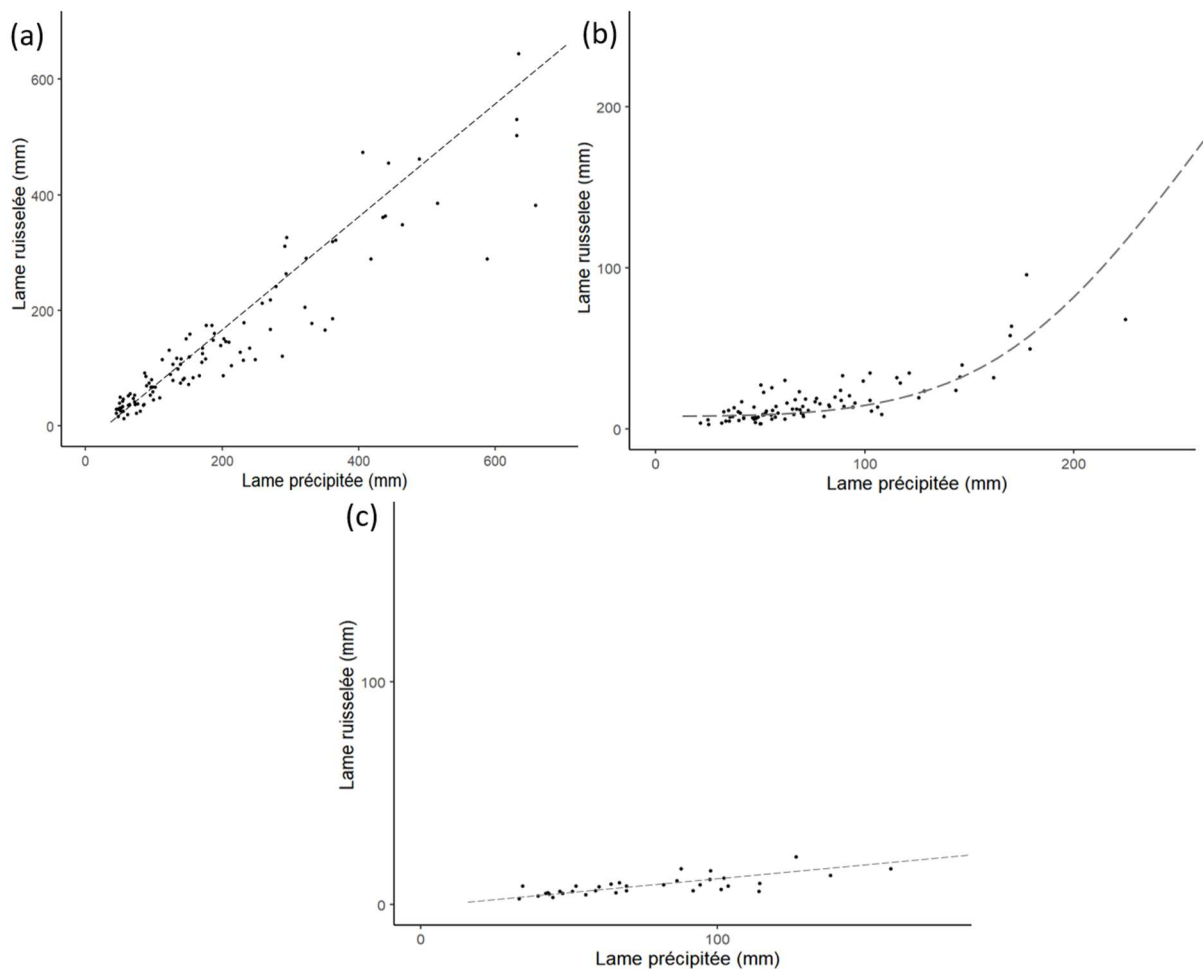 (a)
Lame ruisselée (mm)
600
400
200
0
0 200 400 600
Lame précipitée (mm)
(b)
Lame ruisselée (mm)
200
100
0
0 100 200
Lame précipitée (mm)
(c)
Lame ruisselée (mm)
100
0
0 100
Lame précipitée (mm)